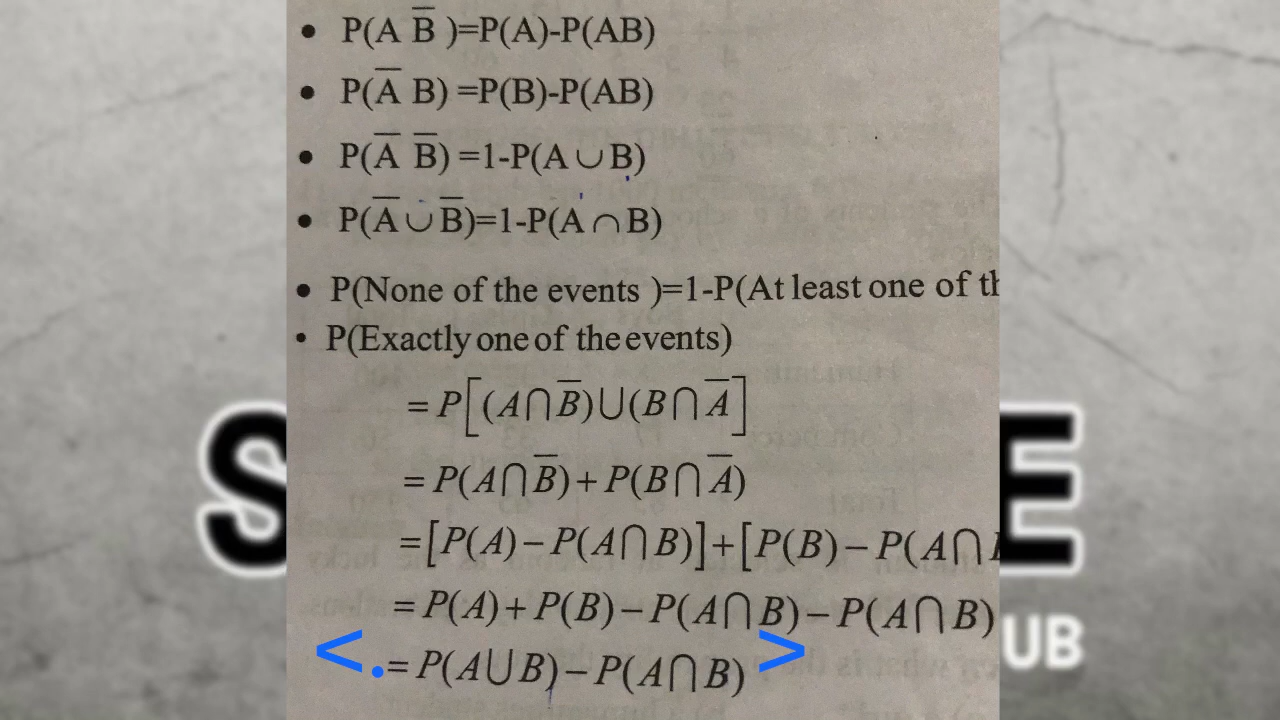 • P(A B̅ )=P(A)-P(AB)
• P(A̅ B) =P(B)-P(AB)
• P(A̅ B̅) =1-P(A ∪ B)
• P(A̅ ∪ B̅)=1-P(A ∩ B)
• P(None of the events )=1-P(At least one of th
• P(Exactly one of the events)
= P[(A⋂B̅)⋃(B⋂A̅]
= P(A⋂B̅)+P(B⋂A̅)
=[P(A)−P(A⋂B)]+[P(B)−P(A⋂B
= P(A)+P(B)−P(A⋂B)−P(A⋂B)
<.= P(A⋃B)−P(A⋂B) >
S E
UB